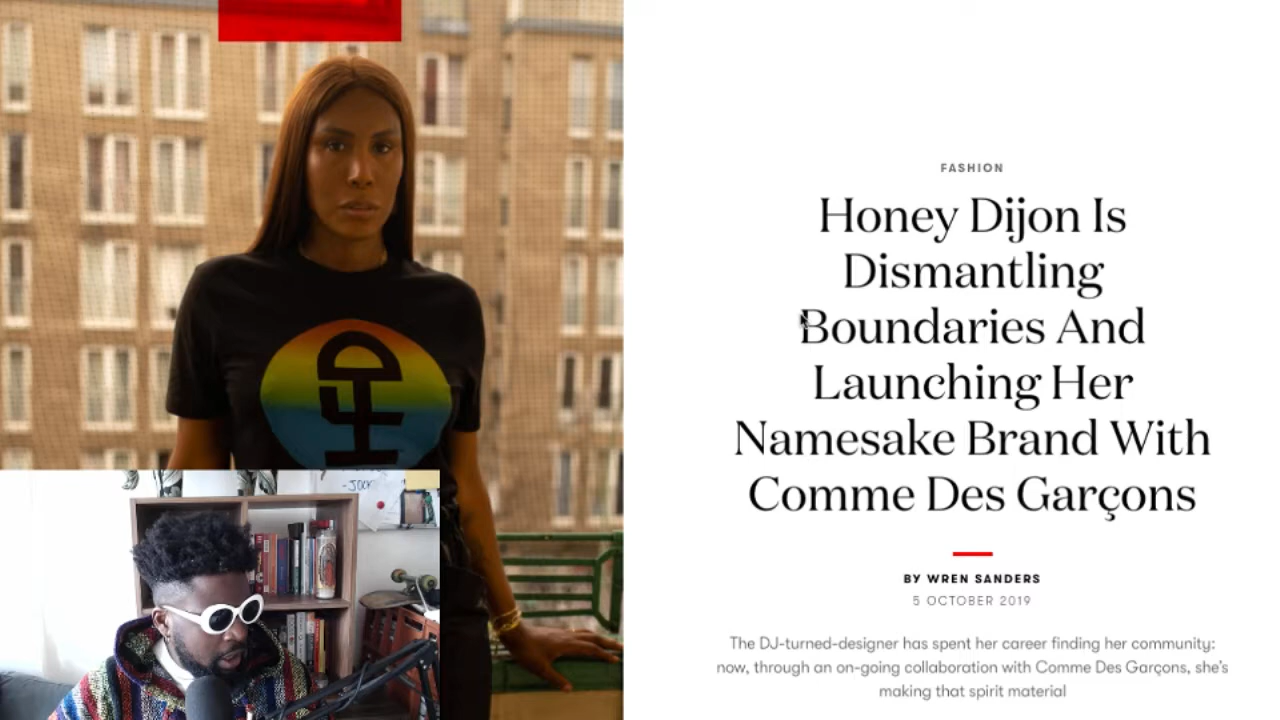 FASHION
Honey Dijon Is
Dismantling
Boundaries And
Launching Her
Namesake Brand With
Comme Des Garçons
BY WREN SANDERS
5 OCTOBER 2019
The DJ-turned-designer has spent her career finding her community:
now, through an on-going collaboration with Comme Des Garçons, she's
making that spirit material